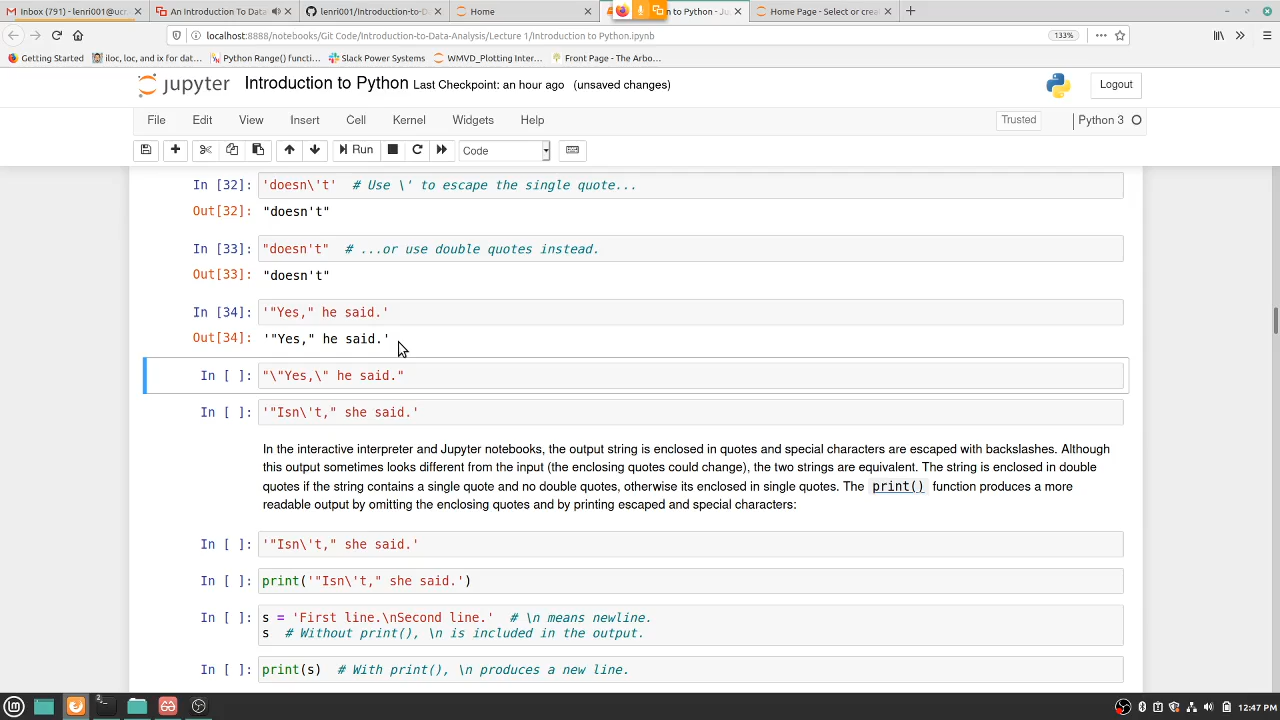 Inbox (791) - lenri001@ucr
An Introduction To Data
lenri001/Introduction-to-D
Home
n to Python - Ju
Home Page - Select or crea
localhost:8888/notebooks/Git Code/Introduction-to-Data-Analysis/Lecture 1/Introduction to Python.ipynb
133%
Getting Started
iloc, loc, and ix for dat...
Python Range() functi...
Slack Power Systems
WMVD_Plotting Inter...
Front Page - The Arbo...
jupyter Introduction to Python Last Checkpoint: an hour ago (unsaved changes)
Logout
File Edit View Insert Cell Kernel Widgets Help
Trusted
Python 3
Run
Code
In [32]: 'doesn\'t' # Use \' to escape the single quote...
Out[32]: "doesn't"
In [33]: "doesn't" # ...or use double quotes instead.
Out[33]: "doesn't"
In [34]: '"Yes," he said.'
Out[34]: '"Yes," he said.'
In [ ]: "\"Yes,\" he said."
In [ ]: '"Isn\'t," she said.'
In the interactive interpreter and Jupyter notebooks, the output string is enclosed in quotes and special characters are escaped with backslashes. Although
this output sometimes looks different from the input (the enclosing quotes could change), the two strings are equivalent. The string is enclosed in double
quotes if the string contains a single quote and no double quotes, otherwise its enclosed in single quotes. The print() function produces a more
readable output by omitting the enclosing quotes and by printing escaped and special characters:
In [ ]: '"Isn\'t," she said.'
In [ ]: print('"Isn\'t," she said.')
In [ ]: s = 'First line.\nSecond line.' # \n means newline.
s # Without print(), \n is included in the output.
In [ ]: print(s) # With print(), \n produces a new line.
2
12:47 PM